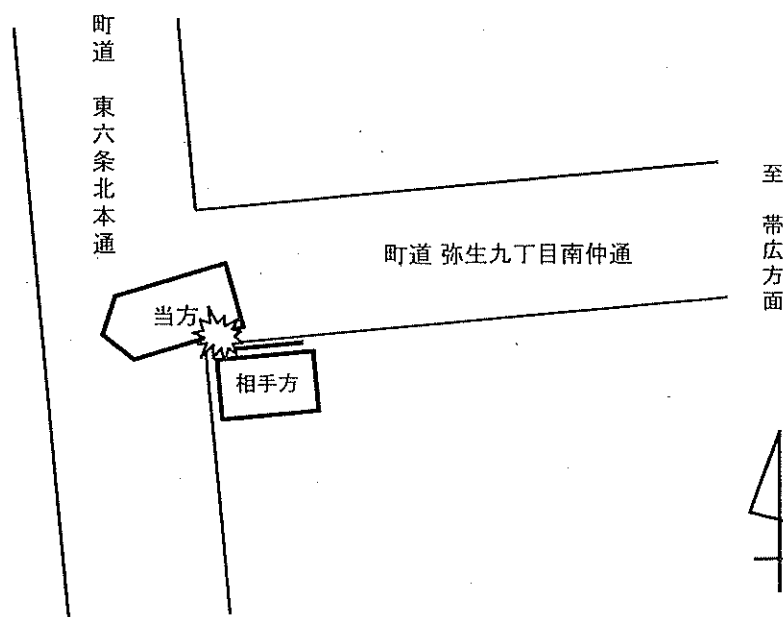 町道 東六条北本通
至 帯広方面
町道 弥生九丁目南仲通
当方
相手方